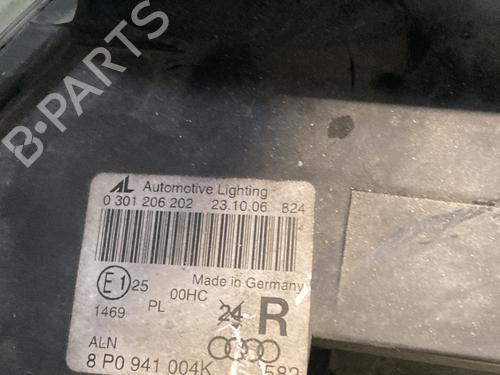 B-PARTS
AL Automotive Lighting
0 301 206 202 23.10.06 824
Made in Germany
E1 25 00HC 24 R
1469 PL
ALN
8P0 941 004K 582